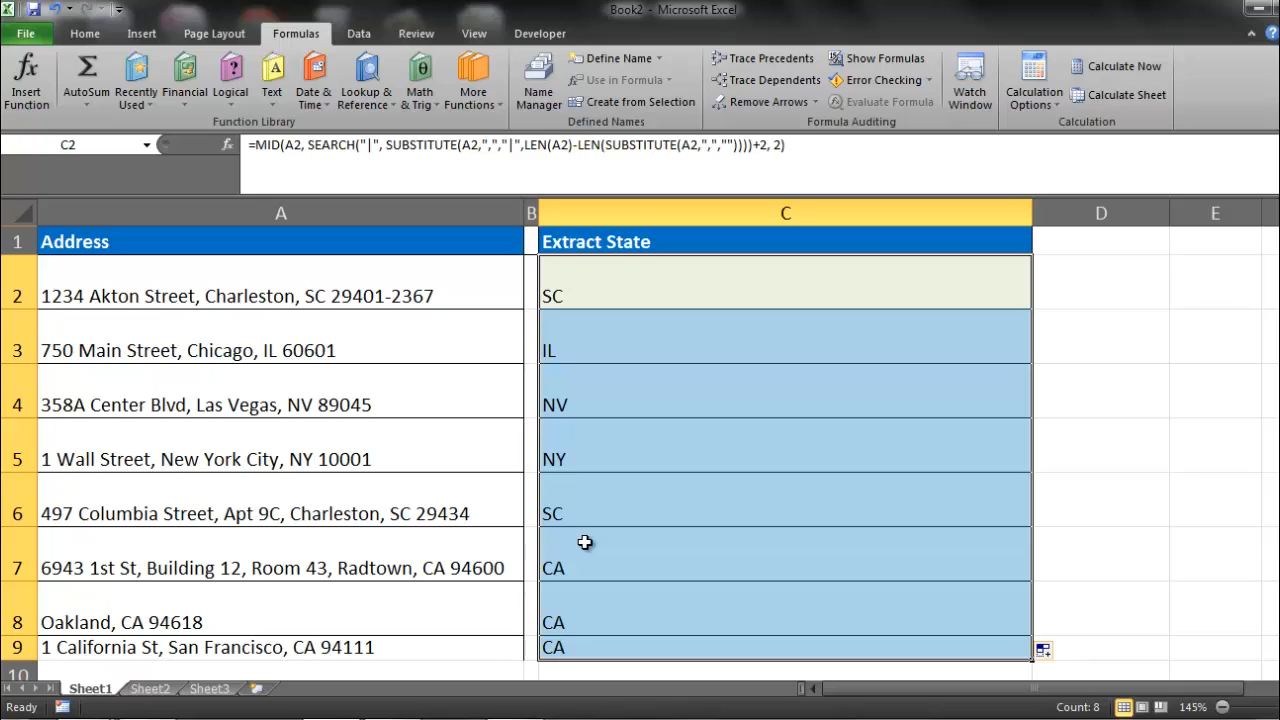 Book2 - Microsoft Excel
File Home Insert Page Layout Formulas Data Review View Developer
fx Insert Function
Σ AutoSum
Recently Used
Financial
Logical
Text
Date & Time
Lookup & Reference
Math & Trig
More Functions
Function Library
Name Manager
Define Name
Use in Formula
Create from Selection
Defined Names
Trace Precedents
Trace Dependents
Remove Arrows
Show Formulas
Error Checking
Evaluate Formula
Formula Auditing
Watch Window
Calculation Options
Calculate Now
Calculate Sheet
Calculation
C2 fx =MID(A2, SEARCH("|", SUBSTITUTE(A2,",","|",LEN(A2)-LEN(SUBSTITUTE(A2,",",""))))+2, 2)
A B C D E
1 Address Extract State
2 1234 Akton Street, Charleston, SC 29401-2367 SC
3 750 Main Street, Chicago, IL 60601 IL
4 358A Center Blvd, Las Vegas, NV 89045 NV
5 1 Wall Street, New York City, NY 10001 NY
6 497 Columbia Street, Apt 9C, Charleston, SC 29434 SC
7 6943 1st St, Building 12, Room 43, Radtown, CA 94600 CA
8 Oakland, CA 94618 CA
9 1 California St, San Francisco, CA 94111 CA
10
Sheet1 Sheet2 Sheet3
Ready Count: 8 145%